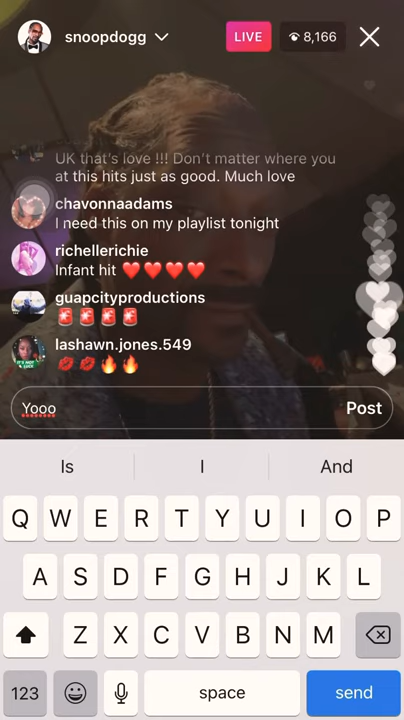 snoopdogg
LIVE
8,166
UK that's love !!! Don't matter where you
at this hits just as good. Much love
chavonnaadams
I need this on my playlist tonight
richellerichie
Infant hit ❤️❤️❤️❤️
guapcityproductions
🚨🚨🚨🚨
lashawn.jones.549
💋💋🔥🔥
Yooo
Post
Is I And
Q W E R T Y U I O P
A S D F G H J K L
Z X C V B N M
123 space send